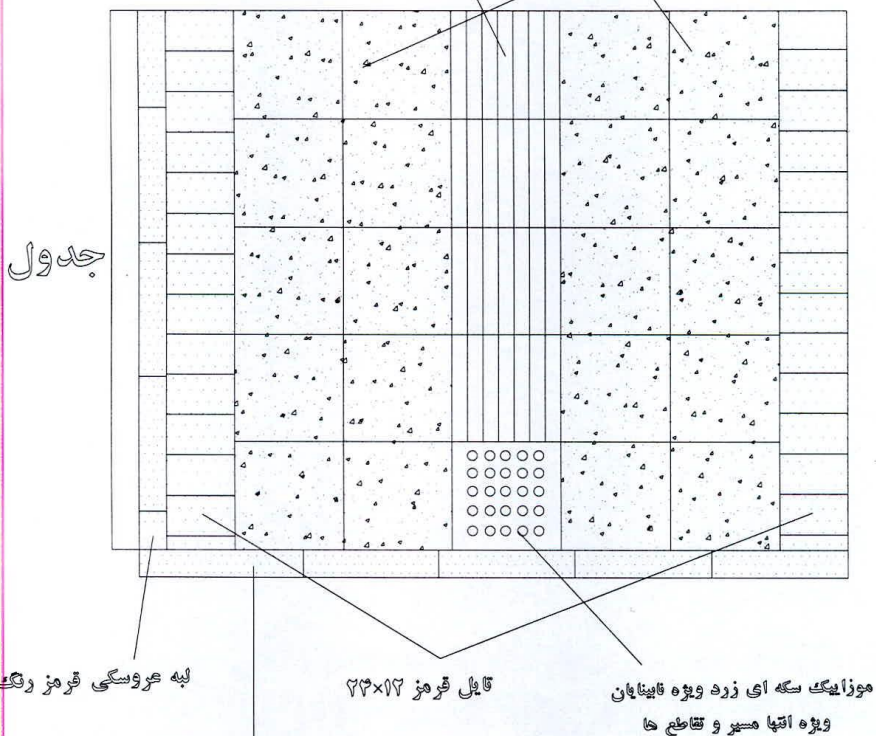 جدول
لبه عروسکی قرمز رنگ
تایل قرمز ۱۲×۲۴
موزاییک سکه ای زرد ویژه نابینایان
ویژه انتها مسیر و تقاطع ها